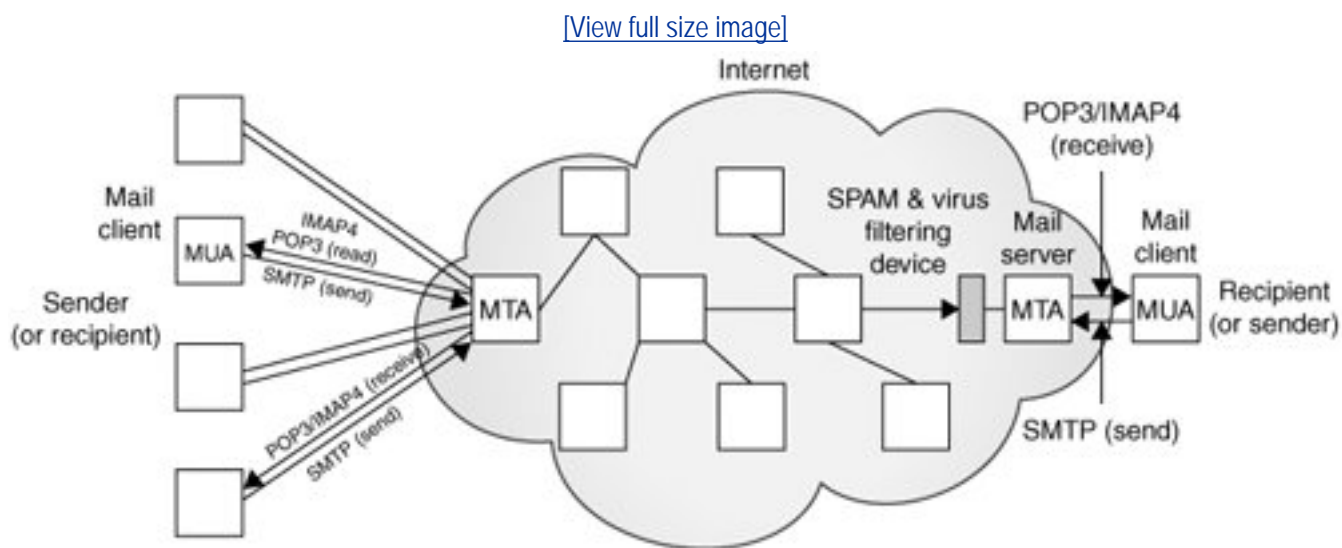 [View full size image]
Internet
POP3/IMAP4
(receive)
Mail
client
IMAP4
POP3 (read)
MUA
SMTP (send)
Sender
(or recipient)
MTA
POP3/IMAP4 (receive)
SMTP (send)
SPAM & virus
filtering
device
Mail
server
MTA
Mail
client
MUA
Recipient
(or sender)
SMTP (send)